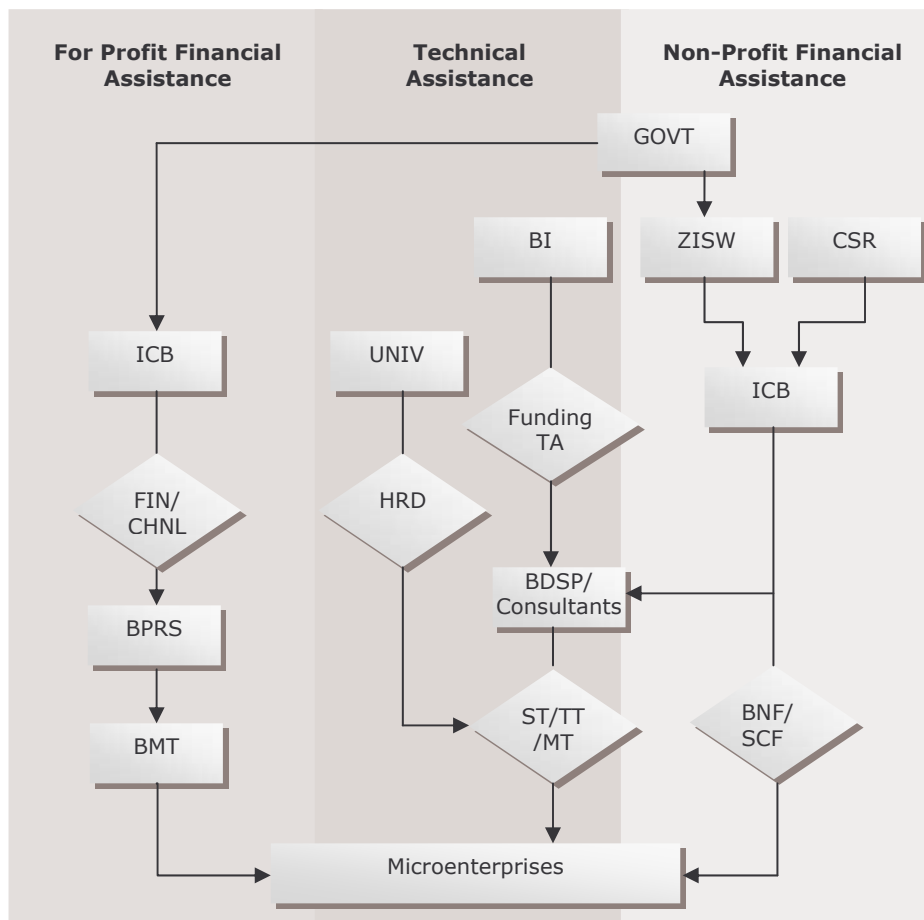 For Profit Financial
Assistance
Technical
Assistance
Non-Profit Financial
Assistance
GOVT
BI
ZISW
CSR
ICB
UNIV
ICB
Funding
TA
FIN/
CHNL
HRD
BDSP/
Consultants
BPRS
ST/TT
/MT
BNF/
SCF
BMT
Microenterprises